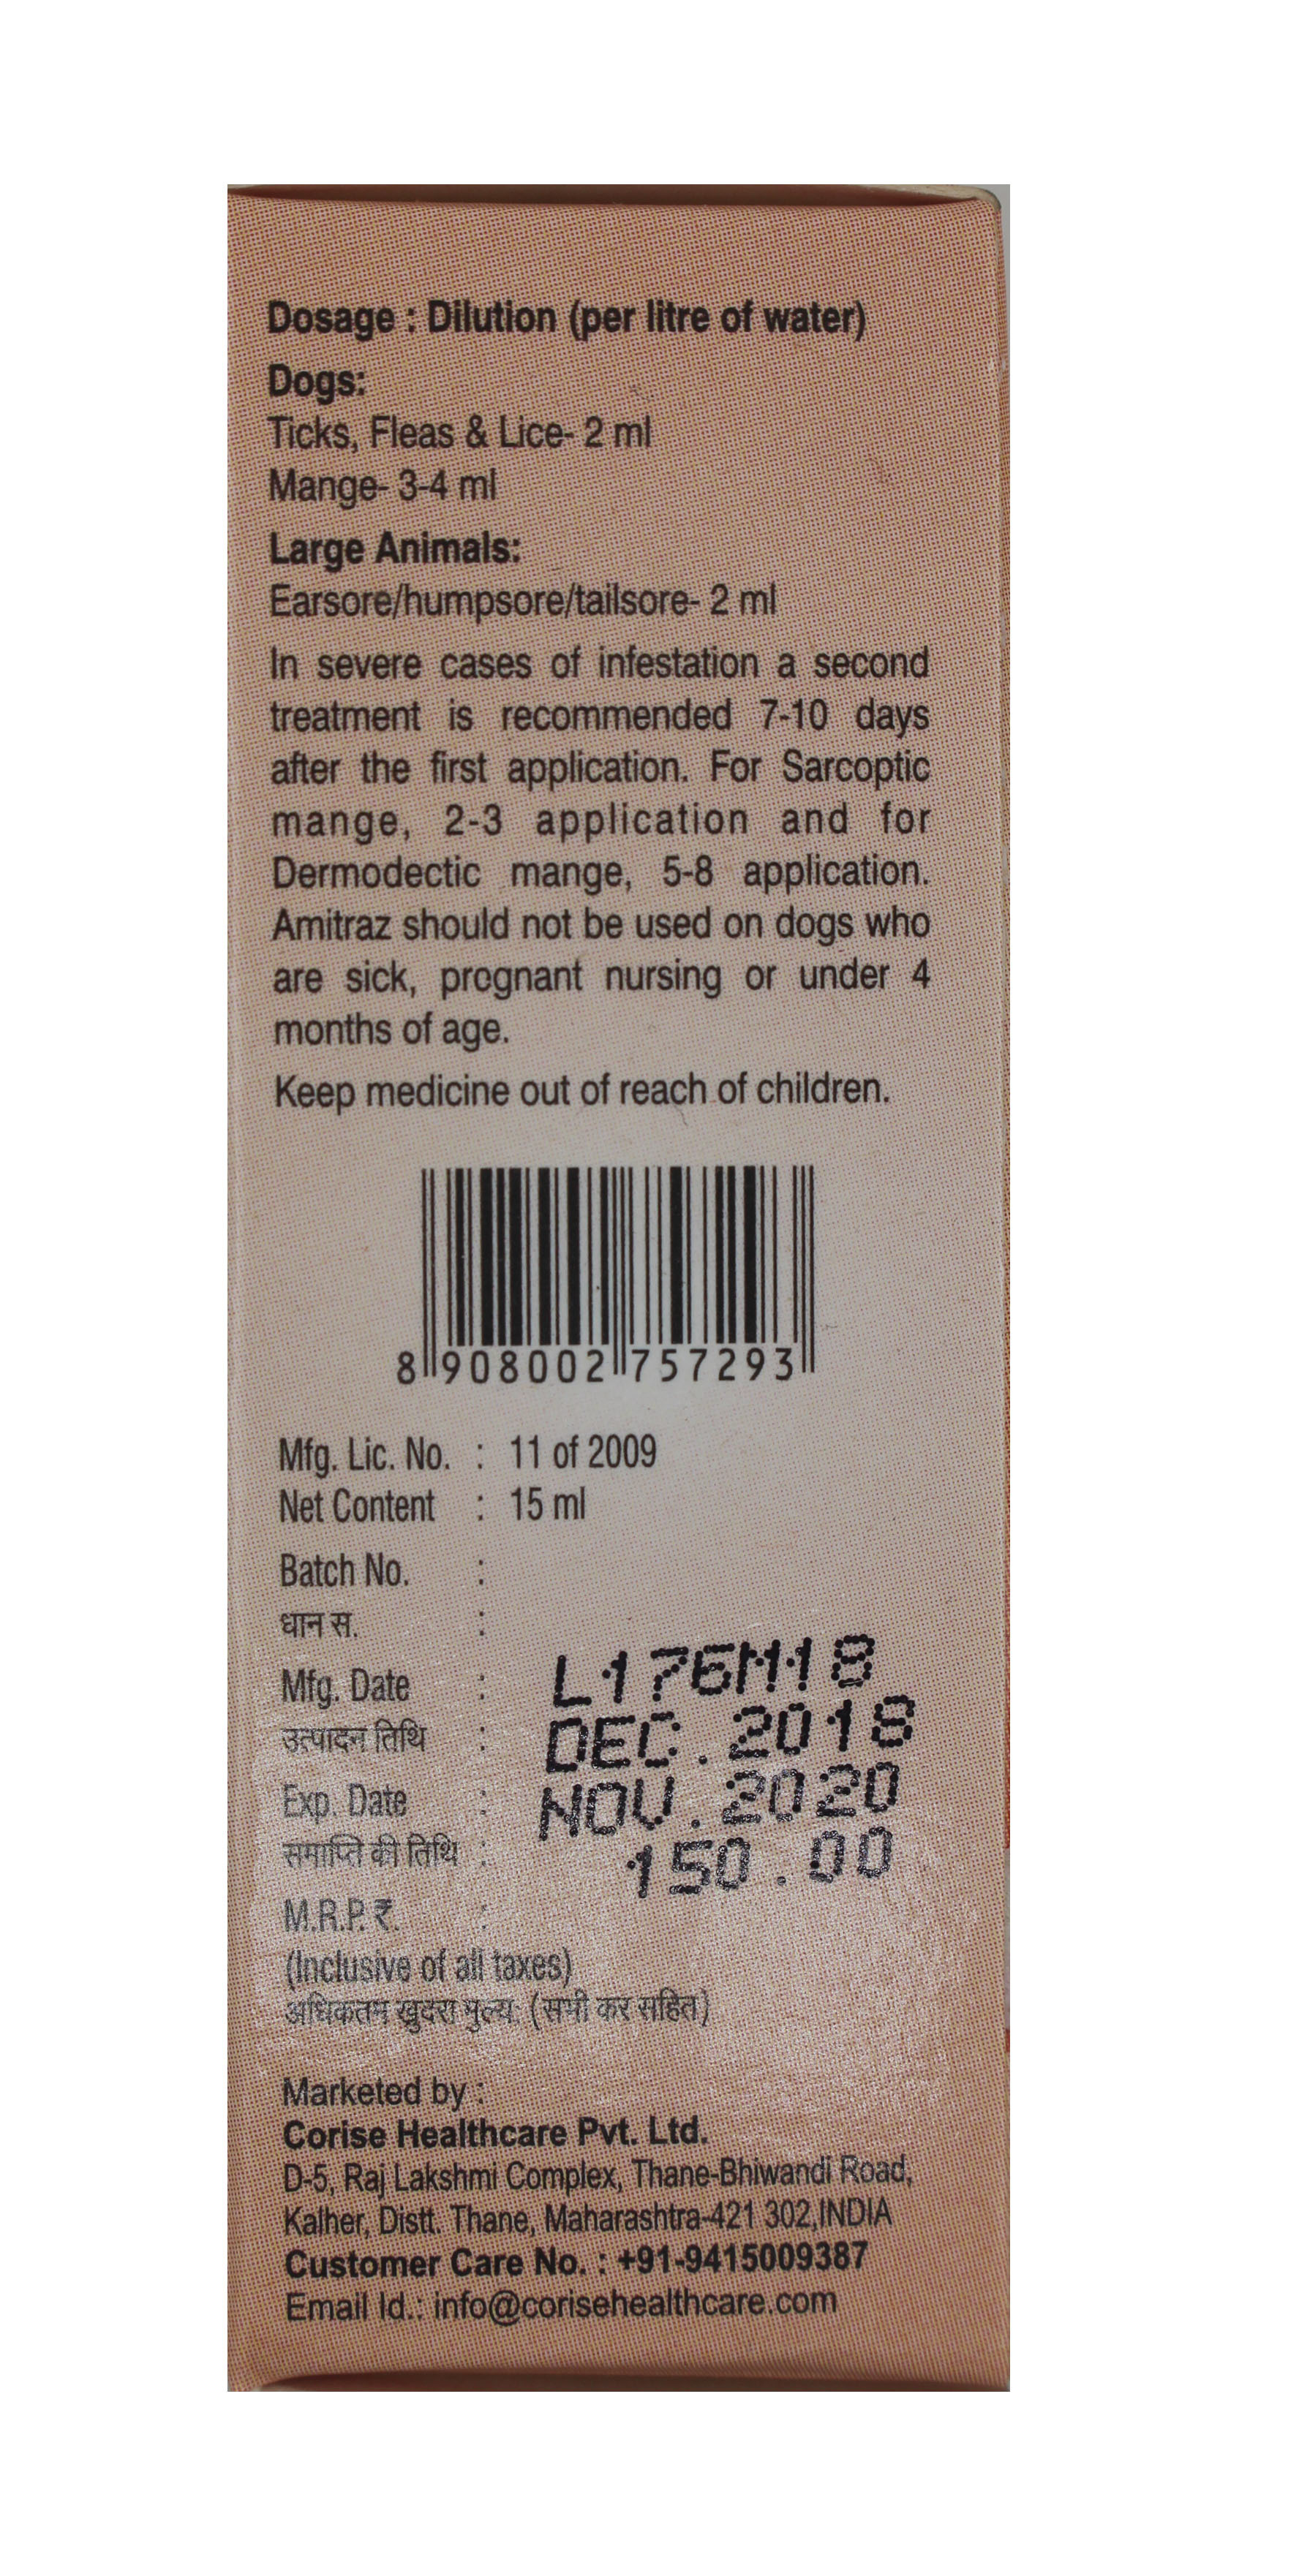 Dosage : Dilution (per litre of water)
Dogs:
Ticks, Fleas & Lice- 2 ml
Mange- 3-4 ml
Large Animals:
Earsore/humpsore/tailsore- 2 ml
In severe cases of infestation a second
treatment is recommended 7-10 days
after the first application. For Sarcoptic
mange, 2-3 application and for
Dermodectic mange, 5-8 application.
Amitraz should not be used on dogs who
are sick, pregnant nursing or under 4
months of age.
Keep medicine out of reach of children.
8 908002 757293
Mfg. Lic. No. : 11 of 2009
Net Content : 15 ml
Batch No. :
धान स. :
L176M18
Mfg. Date :
DEC.2018
उत्पादन तिथि :
NOV.2020
Exp. Date :
150.00
समाप्ति की तिथि :
M.R.P. ₹. :
(Inclusive of all taxes)
अधिकतम खुदरा मुल्य: (सभी कर सहित)
Marketed by :
Corise Healthcare Pvt. Ltd.
D-5, Raj Lakshmi Complex, Thane-Bhiwandi Road,
Kalher, Distt. Thane, Maharashtra-421 302,INDIA
Customer Care No. : +91-9415009387
Email Id.: info@corisehealthcare.com